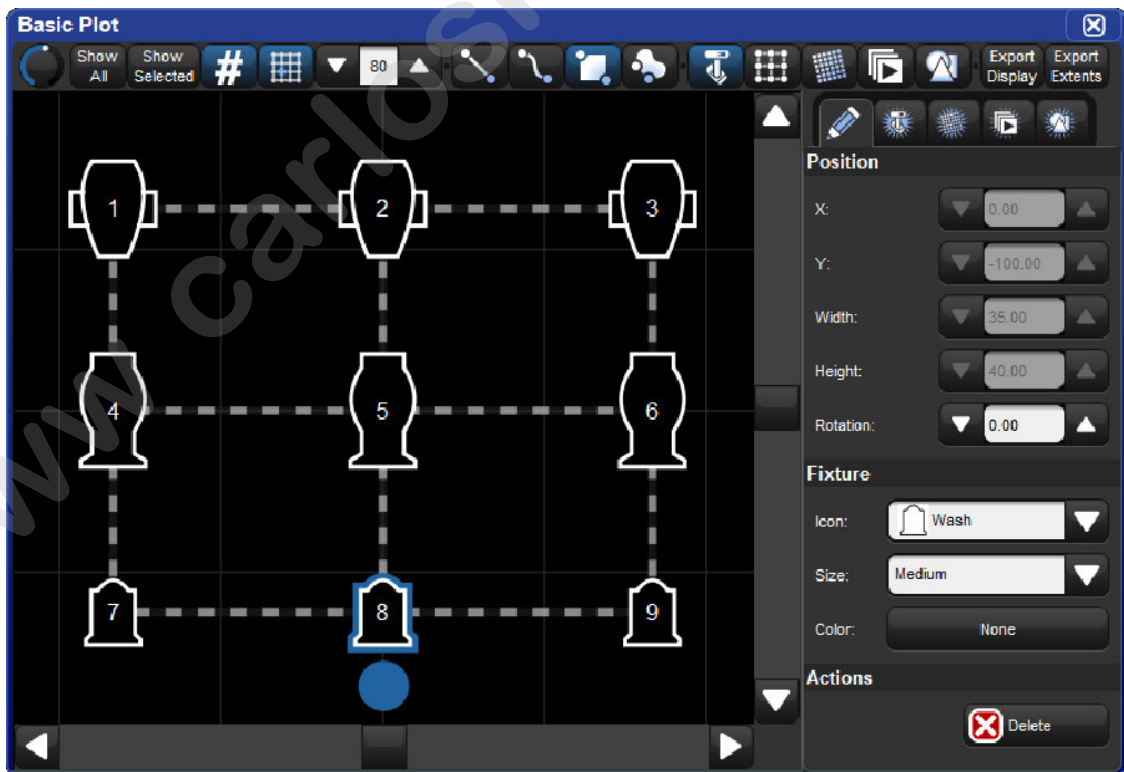 Basic Plot
Show All
Show Selected
#
80
Export Display
Export Extents
1 2 3
4 5 6
7 8 9
Position
X: 0.00
Y: -100.00
Width: 35.00
Height: 40.00
Rotation: 0.00
Fixture
Icon: Wash
Size: Medium
Color: None
Actions
Delete
www carlos